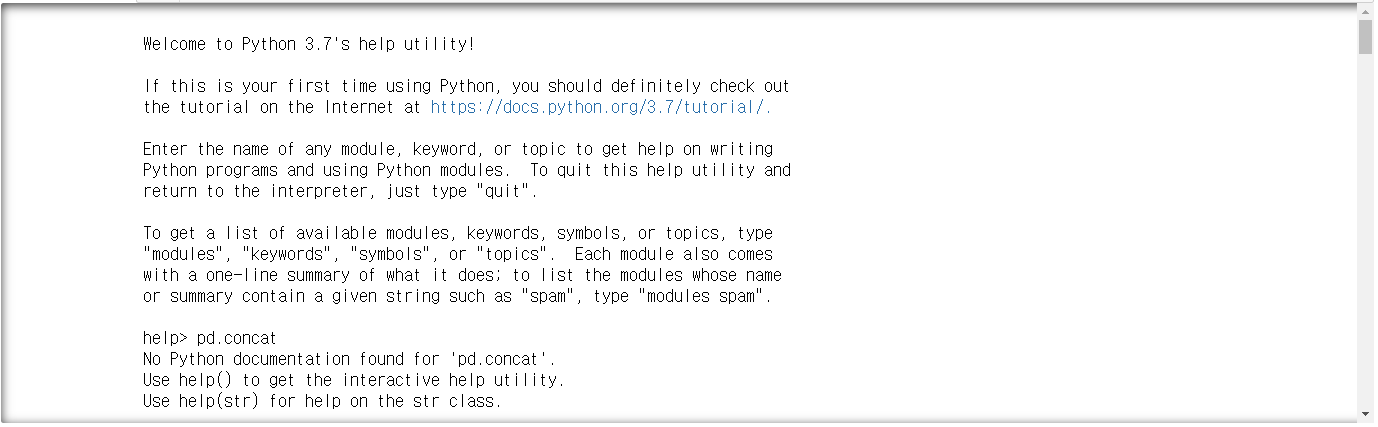 Welcome to Python 3.7's help utility!
If this is your first time using Python, you should definitely check out
the tutorial on the Internet at https://docs.python.org/3.7/tutorial/.
Enter the name of any module, keyword, or topic to get help on writing
Python programs and using Python modules.  To quit this help utility and
return to the interpreter, just type "quit".
To get a list of available modules, keywords, symbols, or topics, type
"modules", "keywords", "symbols", or "topics".  Each module also comes
with a one-line summary of what it does; to list the modules whose name
or summary contain a given string such as "spam", type "modules spam".
help> pd.concat
No Python documentation found for 'pd.concat'.
Use help() to get the interactive help utility.
Use help(str) for help on the str class.